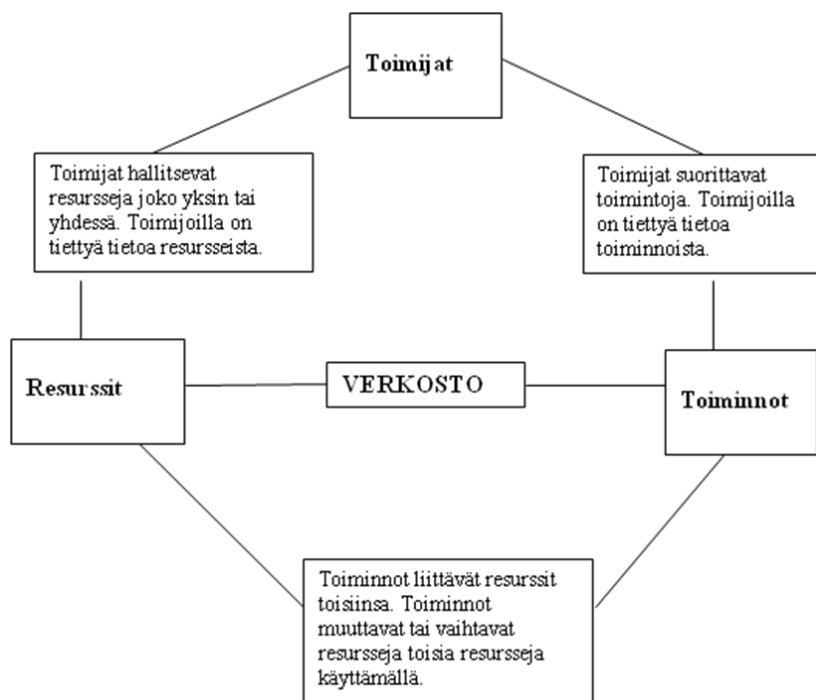 Toimijat
Toimijat hallitsevat
resursseja joko yksin tai
yhdessä. Toimijoilla on
tiettyä tietoa resursseista.
Toimijat suorittavat
toimintoja. Toimijoilla
on tiettyä tietoa
toiminnoista.
Resurssit
VERKOSTO
Toiminnot
Toiminnot liittävät resurssit
toisiinsa. Toiminnot
muuttavat tai vaihtavat
resursseja toisia resursseja
käyttämällä.